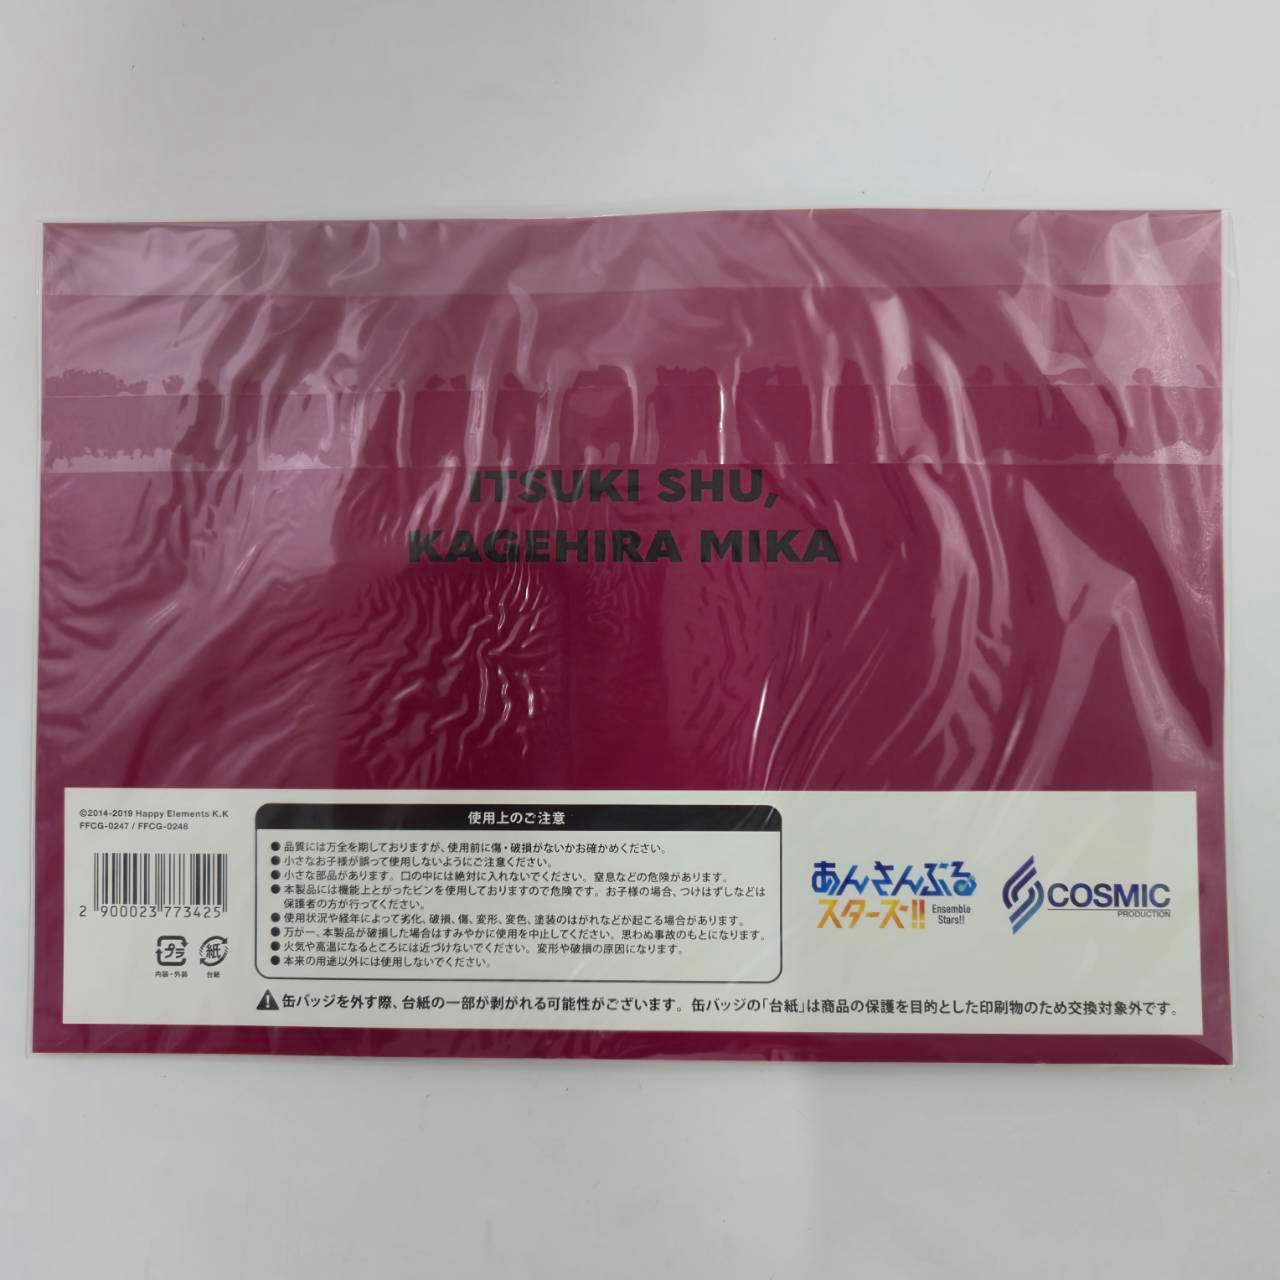 ITSUKI SHU,
KAGEHIRA MIKA
©2014-2019 Happy Elements K.K
FFCG-0247 / FFCG-0248
2 900023 773425
プラ
内装・外装
紙
台紙
使用上のご注意
●品質には万全を期しておりますが、使用前に傷・破損がないかお確かめください。
●小さなお子様が誤って使用しないようにご注意ください。
●小さな部品があります。口の中には絶対に入れないでください。窒息などの危険があります。
●本製品には機能上とがったピンを使用しておりますので危険です。お子様の場合、つけはずしなどは
保護者の方が行ってください。
●使用状況や経年によって劣化、破損、傷、変形、変色、塗装のはがれなどが起こる場合があります。
●万が一、本製品が破損した場合はすみやかに使用を中止してください。思わぬ事故のもとになります。
●火気や高温になるところには近づけないでください。変形や破損の原因になります。
●本来の用途以外には使用しないでください。
あんさんぶる
スターズ!!
Ensemble
Stars!!
COSMIC
PRODUCTION
缶バッジを外す際、台紙の一部が剥がれる可能性がございます。缶バッジの「台紙」は商品の保護を目的とした印刷物のため交換対象外です。